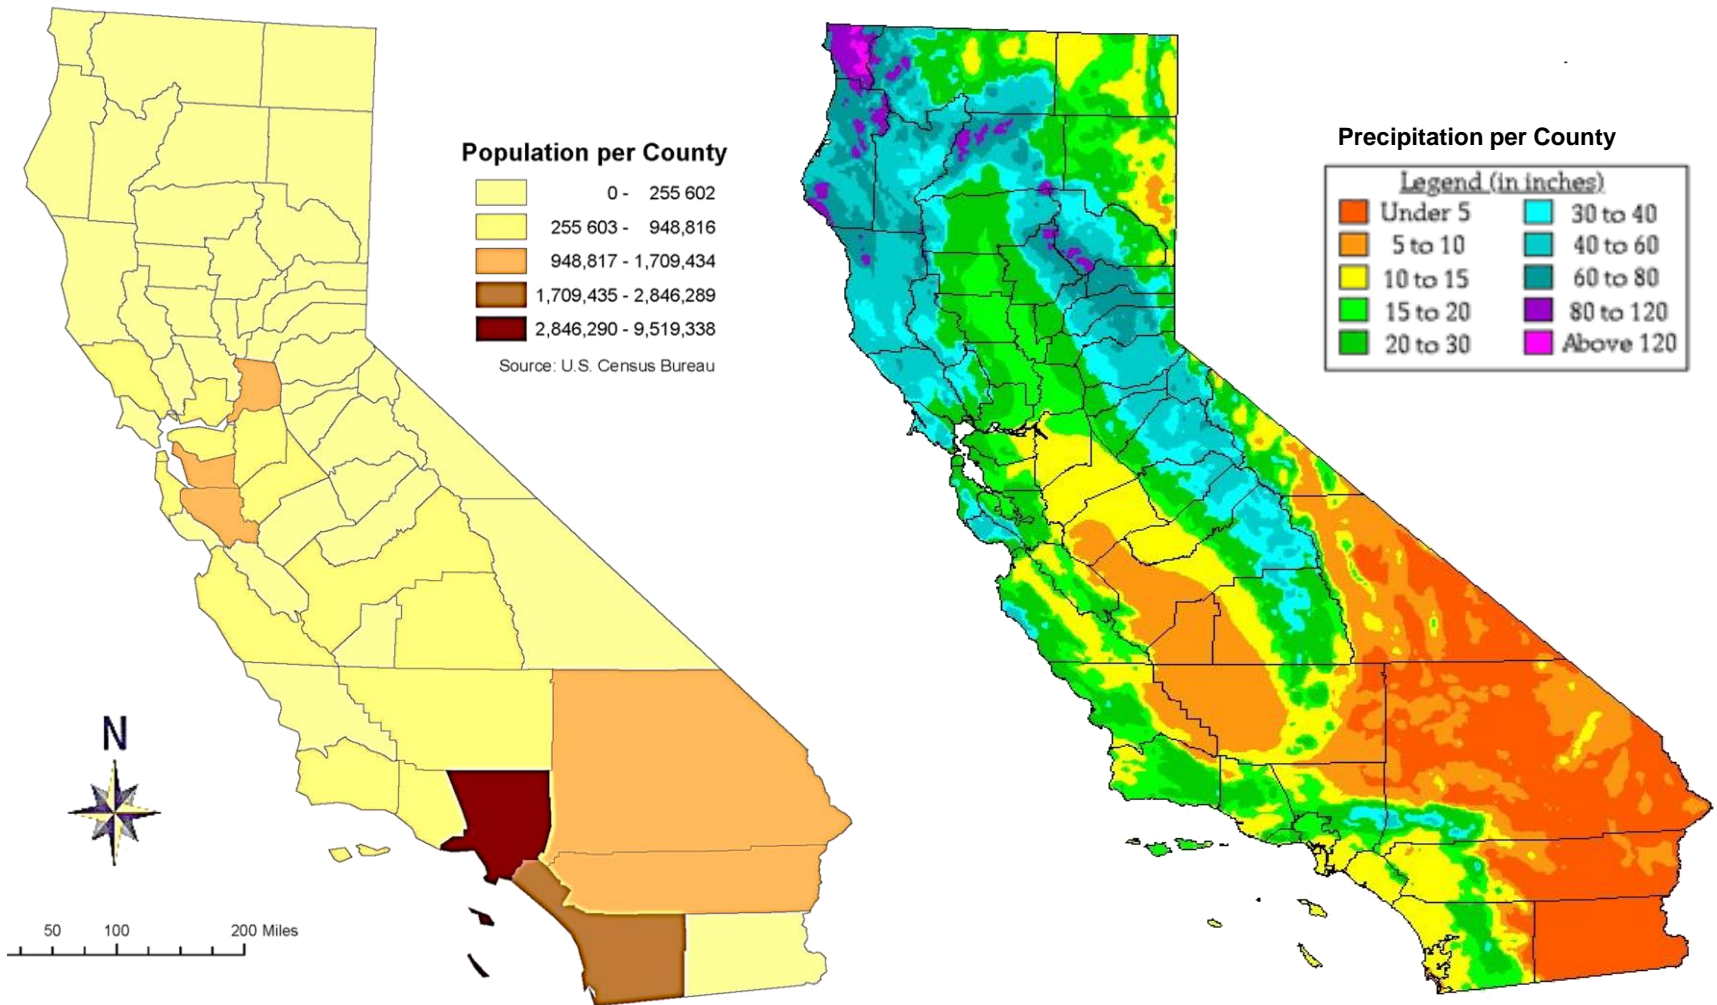 Population per County
0 - 255 602
255 603 - 948,816
948,817 - 1,709,434
1,709,435 - 2,846,289
2,846,290 - 9,519,338
Source: U.S. Census Bureau
N
50 100 200 Miles
Precipitation per County
Legend (in inches)
Under 5
5 to 10
10 to 15
15 to 20
20 to 30
30 to 40
40 to 60
60 to 80
80 to 120
Above 120